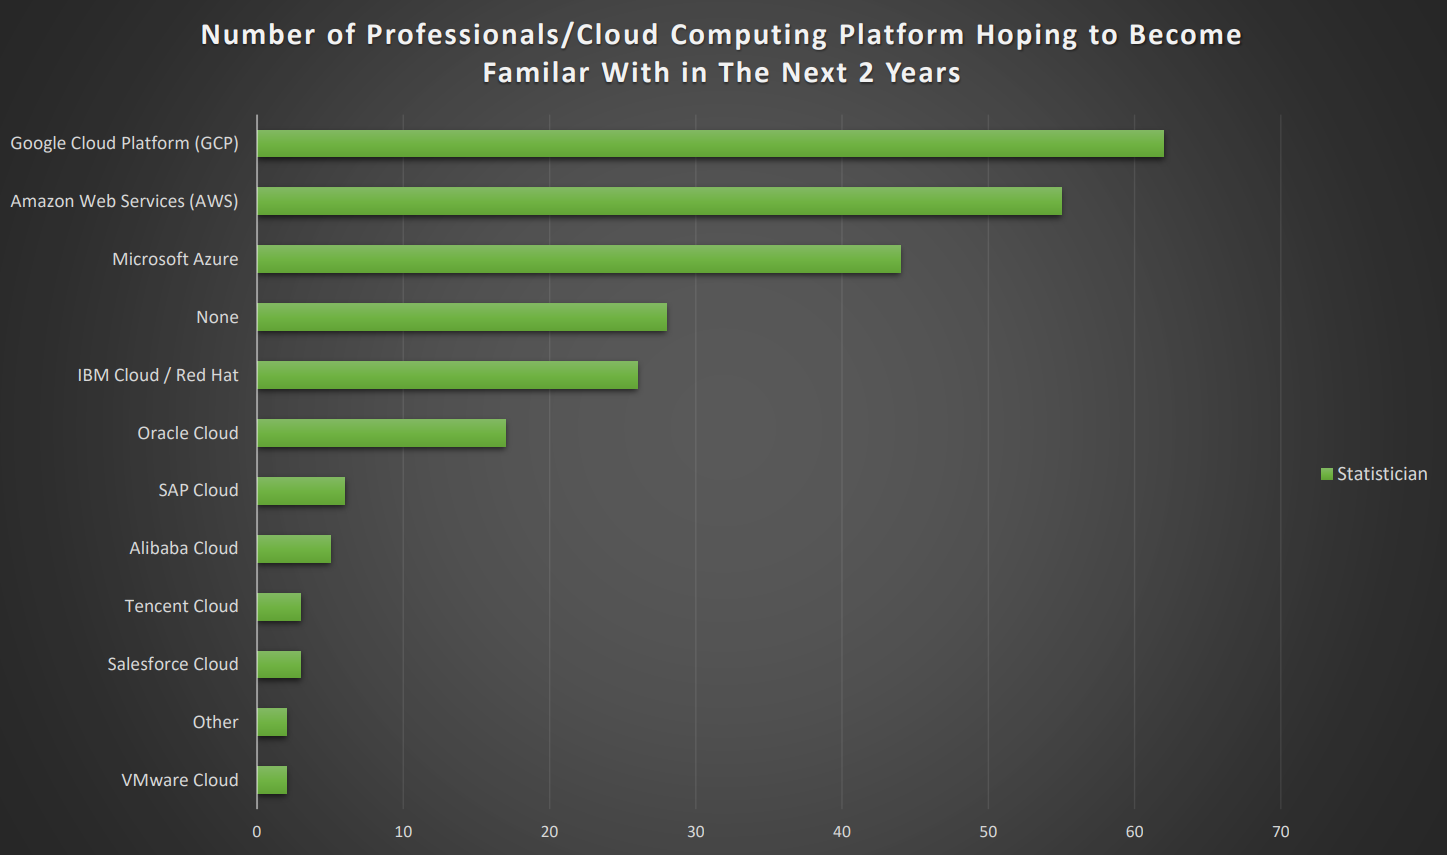 Number of Professionals/Cloud Computing Platform Hoping to Become
Familar With in The Next 2 Years
Google Cloud Platform (GCP)
Amazon Web Services (AWS)
Microsoft Azure
None
IBM Cloud / Red Hat
Oracle Cloud
SAP Cloud
Alibaba Cloud
Tencent Cloud
Salesforce Cloud
Other
VMware Cloud
0 10 20 30 40 50 60 70
Statistician